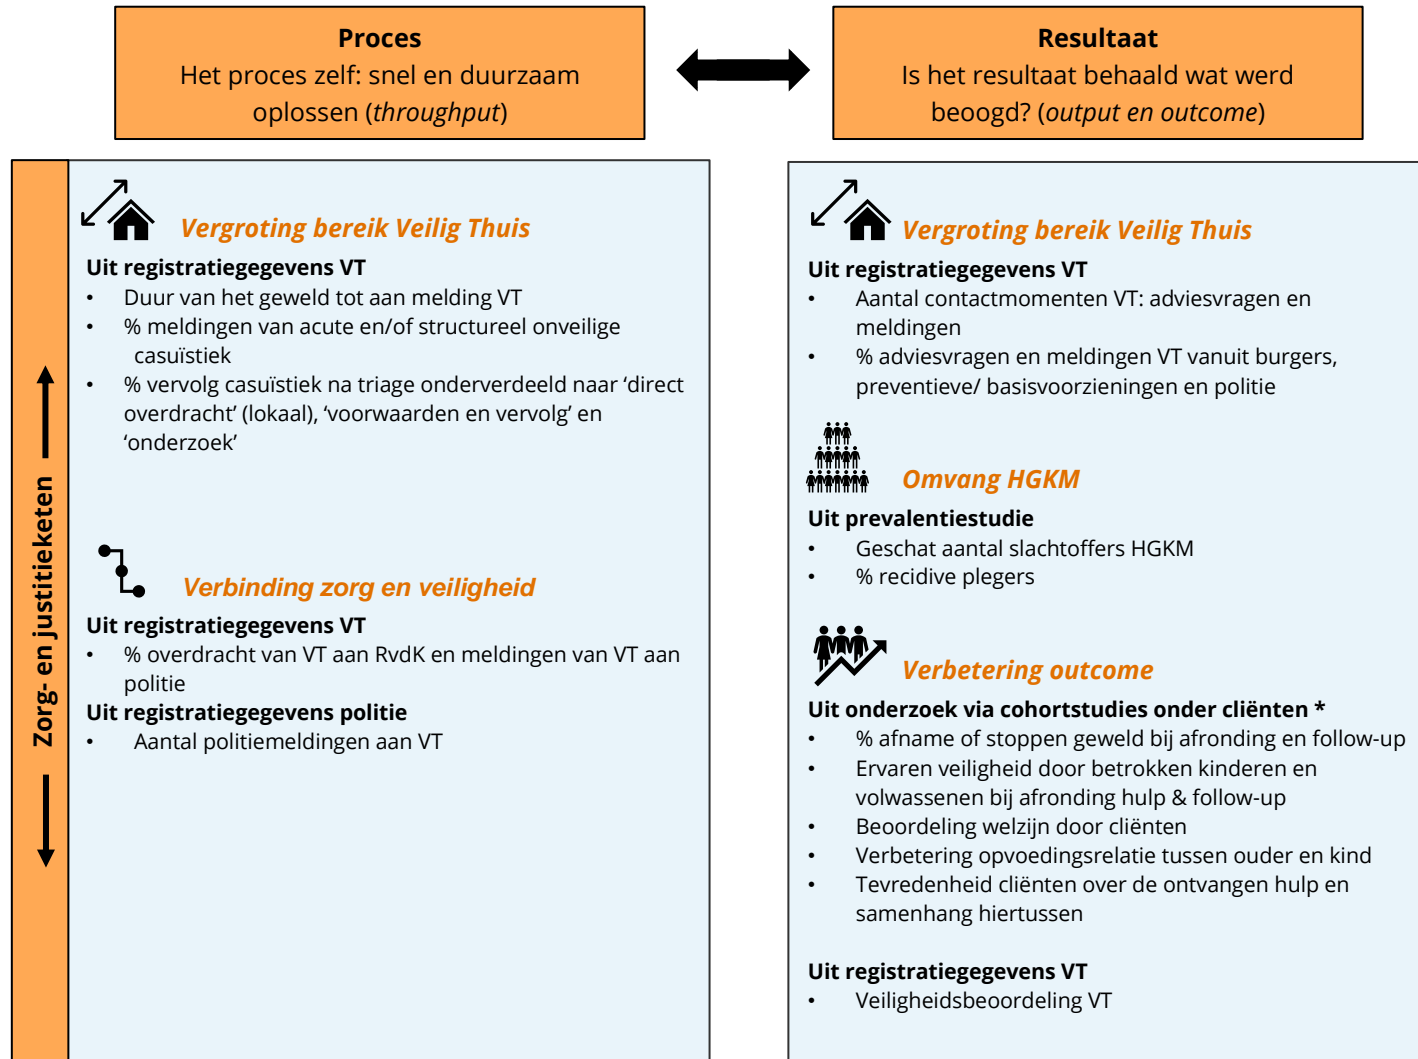 Proces
Het proces zelf: snel en duurzaam
oplossen (throughput)
Resultaat
Is het resultaat behaald wat werd
beoogd? (output en outcome)
Zorg- en justitieketen
Vergroting bereik Veilig Thuis
Uit registratiegegevens VT
• Duur van het geweld tot aan melding VT
• % meldingen van acute en/of structureel onveilige
casuïstiek
• % vervolg casuïstiek na triage onderverdeeld naar ‘direct
overdracht’ (lokaal), ‘voorwaarden en vervolg’ en
‘onderzoek’
Verbinding zorg en veiligheid
Uit registratiegegevens VT
• % overdracht van VT aan RvdK en meldingen van VT aan
politie
Uit registratiegegevens politie
• Aantal politiemeldingen aan VT
Vergroting bereik Veilig Thuis
Uit registratiegegevens VT
• Aantal contactmomenten VT: adviesvragen en
meldingen
• % adviesvragen en meldingen VT vanuit burgers,
preventieve/ basisvoorzieningen en politie
Omvang HGKM
Uit prevalentiestudie
• Geschat aantal slachtoffers HGKM
• % recidive plegers
Verbetering outcome
Uit onderzoek via cohortstudies onder cliënten *
• % afname of stoppen geweld bij afronding en follow-up
• Ervaren veiligheid door betrokken kinderen en
volwassenen bij afronding hulp & follow-up
• Beoordeling welzijn door cliënten
• Verbetering opvoedingsrelatie tussen ouder en kind
• Tevredenheid cliënten over de ontvangen hulp en
samenhang hiertussen
Uit registratiegegevens VT
• Veiligheidsbeoordeling VT